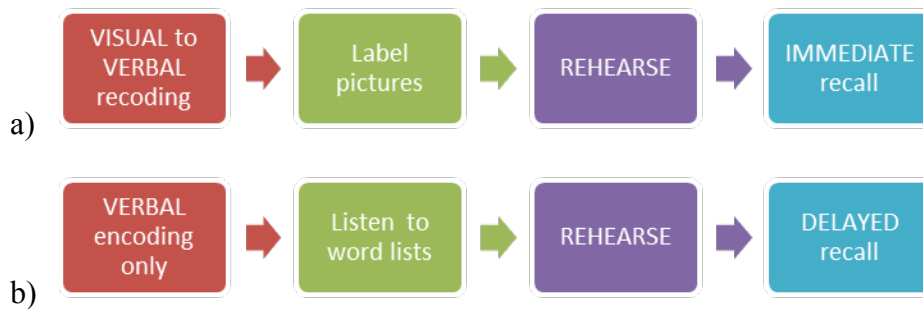 VISUAL to
VERBAL
recoding
Label
pictures
REHEARSE
IMMEDIATE
recall
a)
VERBAL
encoding
only
Listen to
word lists
REHEARSE
DELAYED
recall
b)